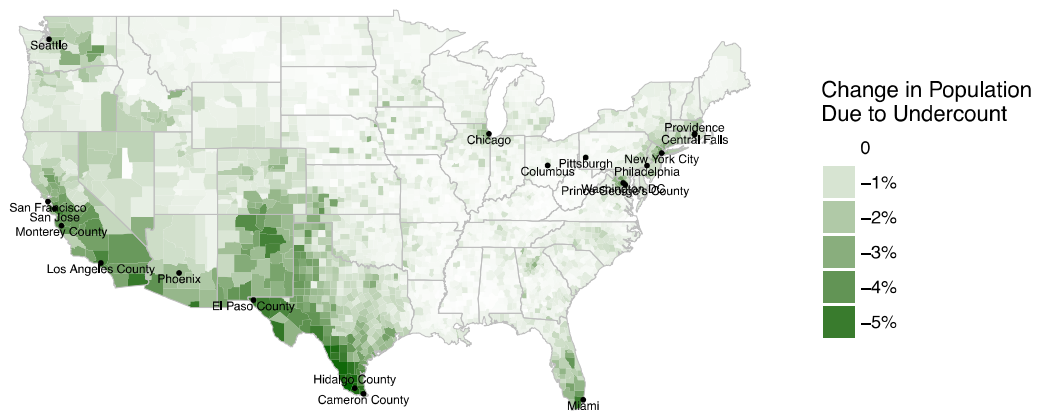 Seattle
Chicago
Providence
Central Falls
New York City
Pittsburgh
Columbus
Philadelphia
Washington DC
Prince George's County
San Francisco
San Jose
Monterey County
Los Angeles County
Phoenix
El Paso County
Hidalgo County
Cameron County
Miami
Change in Population
Due to Undercount
0
−1%
−2%
−3%
−4%
−5%